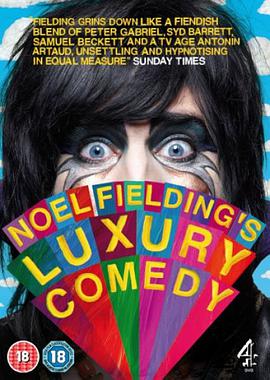 "FIELDING GRINS DOWN LIKE A FIENDISH
BLEND OF PETER GABRIEL, SYD BARRETT,
SAMUEL BECKETT AND A TV AGE ANTONIN
ARTAUD, UNSETTLING AND HYPNOTISING
IN EQUAL MEASURE" SUNDAY TIMES
NOEL FIELDING'S
LUXURY
COMEDY
18
18
4
DVD